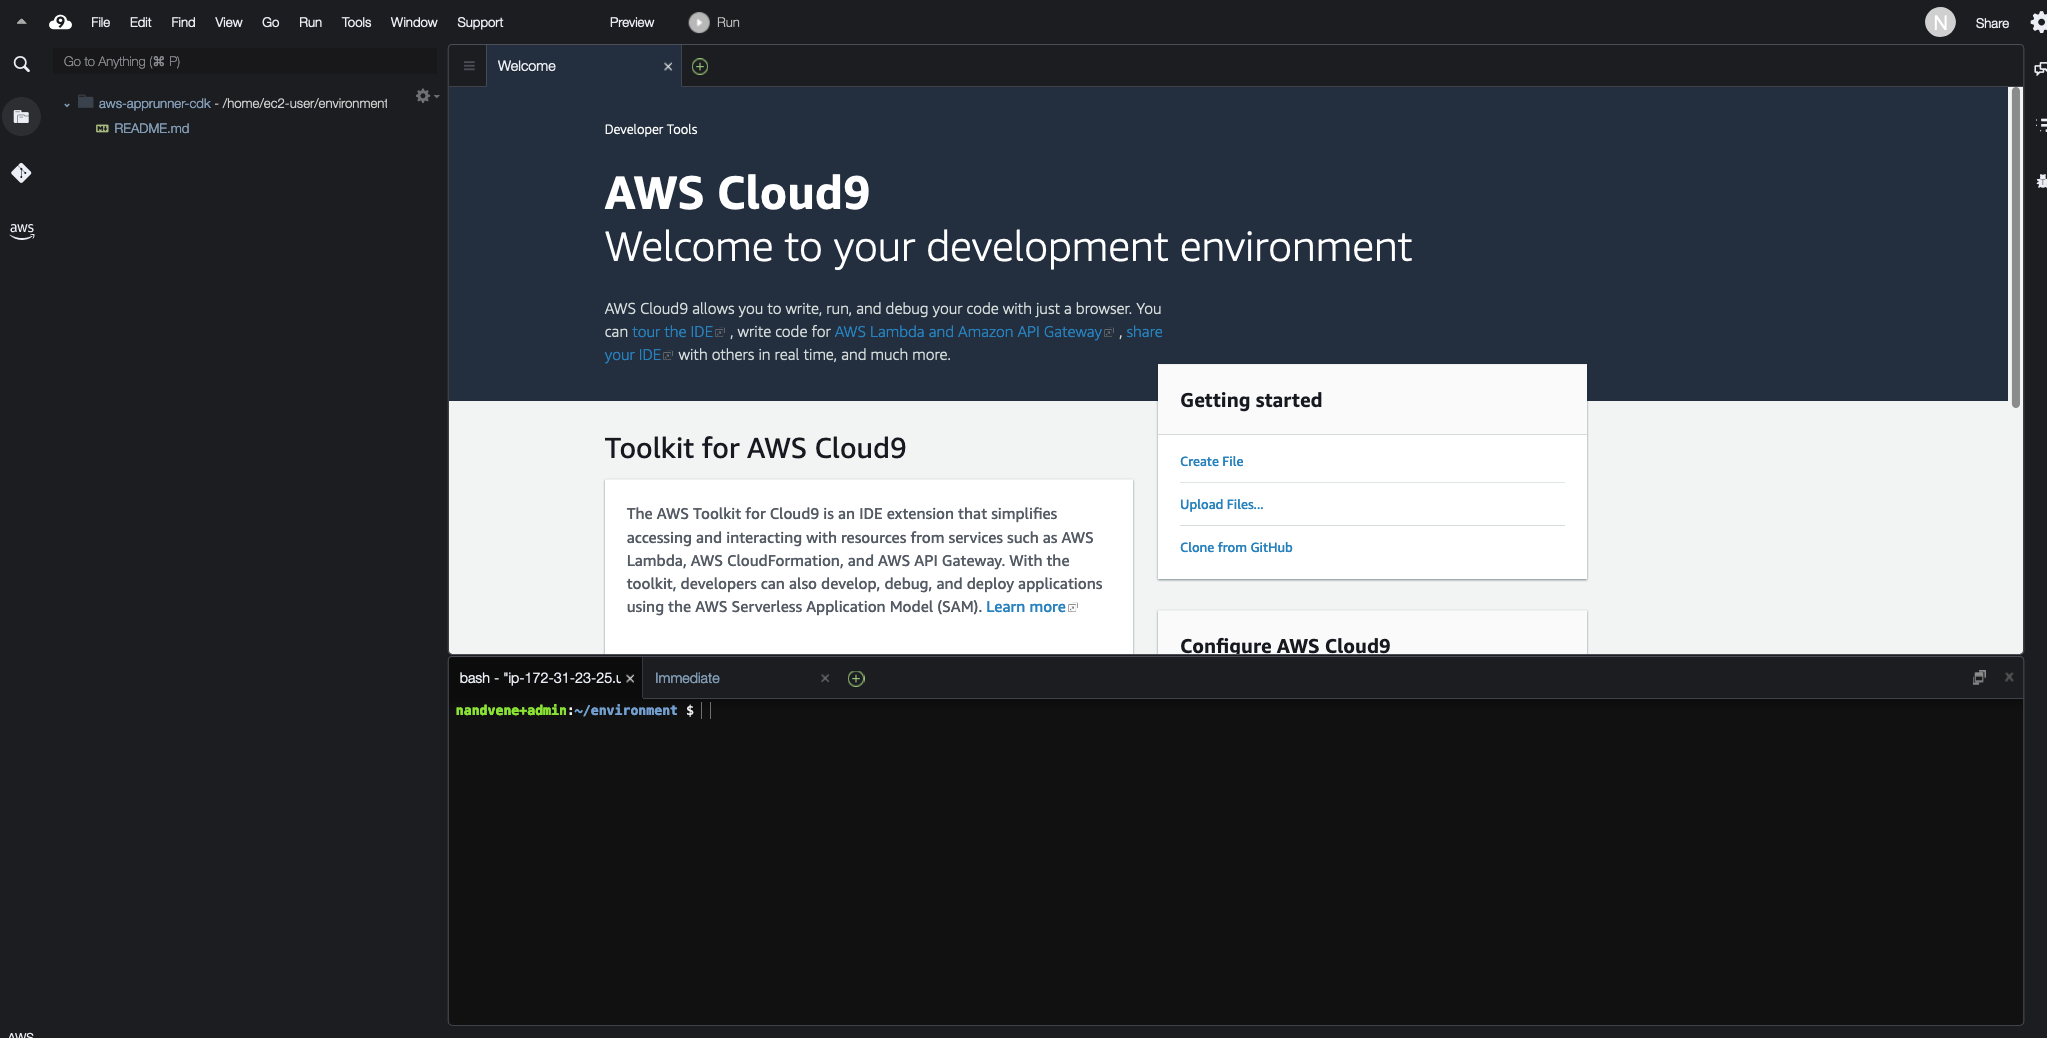 File Edit Find View Go Run Tools Window Support Preview Run N Share
Go to Anything (⌘ P)
aws-apprunner-cdk - /home/ec2-user/environment
README.md
aws
Welcome
Developer Tools
AWS Cloud9
Welcome to your development environment
AWS Cloud9 allows you to write, run, and debug your code with just a browser. You
can tour the IDE , write code for AWS Lambda and Amazon API Gateway , share
your IDE with others in real time, and much more.
Toolkit for AWS Cloud9
The AWS Toolkit for Cloud9 is an IDE extension that simplifies
accessing and interacting with resources from services such as AWS
Lambda, AWS CloudFormation, and AWS API Gateway. With the
toolkit, developers can also develop, debug, and deploy applications
using the AWS Serverless Application Model (SAM). Learn more
Getting started
Create File
Upload Files...
Clone from GitHub
Configure AWS Cloud9
bash - "ip-172-31-23-25.u Immediate
nandvene+admin:~/environment $
AWS